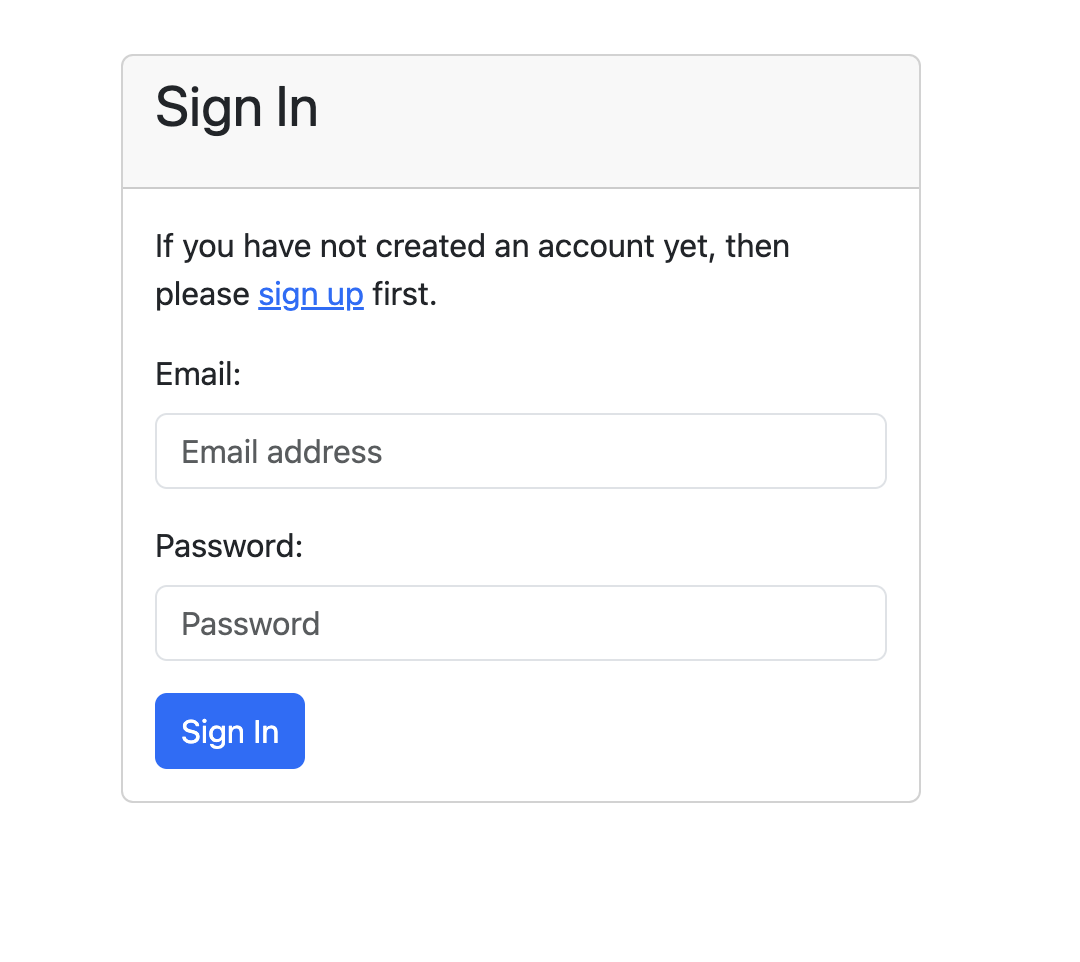 Sign In
If you have not created an account yet, then
please sign up first.
Email:
Email address
Password:
Password
Sign In